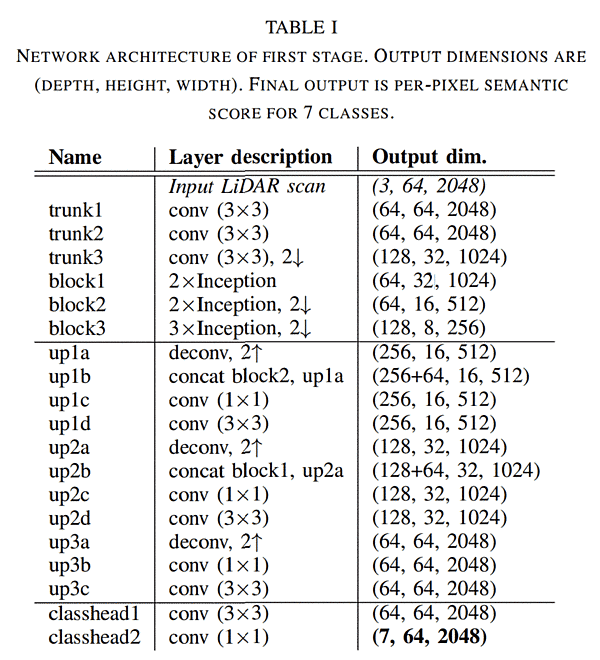 TABLE I
NETWORK ARCHITECTURE OF FIRST STAGE. OUTPUT DIMENSIONS ARE
(DEPTH, HEIGHT, WIDTH). FINAL OUTPUT IS PER-PIXEL SEMANTIC
SCORE FOR 7 CLASSES.
Name Layer description Output dim.
Input LiDAR scan (3, 64, 2048)
trunk1 conv (3×3) (64, 64, 2048)
trunk2 conv (3×3) (64, 64, 2048)
trunk3 conv (3×3), 2↓ (128, 32, 1024)
block1 2×Inception (64, 32, 1024)
block2 2×Inception, 2↓ (64, 16, 512)
block3 3×Inception, 2↓ (128, 8, 256)
up1a deconv, 2↑ (256, 16, 512)
up1b concat block2, up1a (256+64, 16, 512)
up1c conv (1×1) (256, 16, 512)
up1d conv (3×3) (256, 16, 512)
up2a deconv, 2↑ (128, 32, 1024)
up2b concat block1, up2a (128+64, 32, 1024)
up2c conv (1×1) (128, 32, 1024)
up2d conv (3×3) (128, 32, 1024)
up3a deconv, 2↑ (64, 64, 2048)
up3b conv (1×1) (64, 64, 2048)
up3c conv (3×3) (64, 64, 2048)
classhead1 conv (3×3) (64, 64, 2048)
classhead2 conv (1×1) (7, 64, 2048)